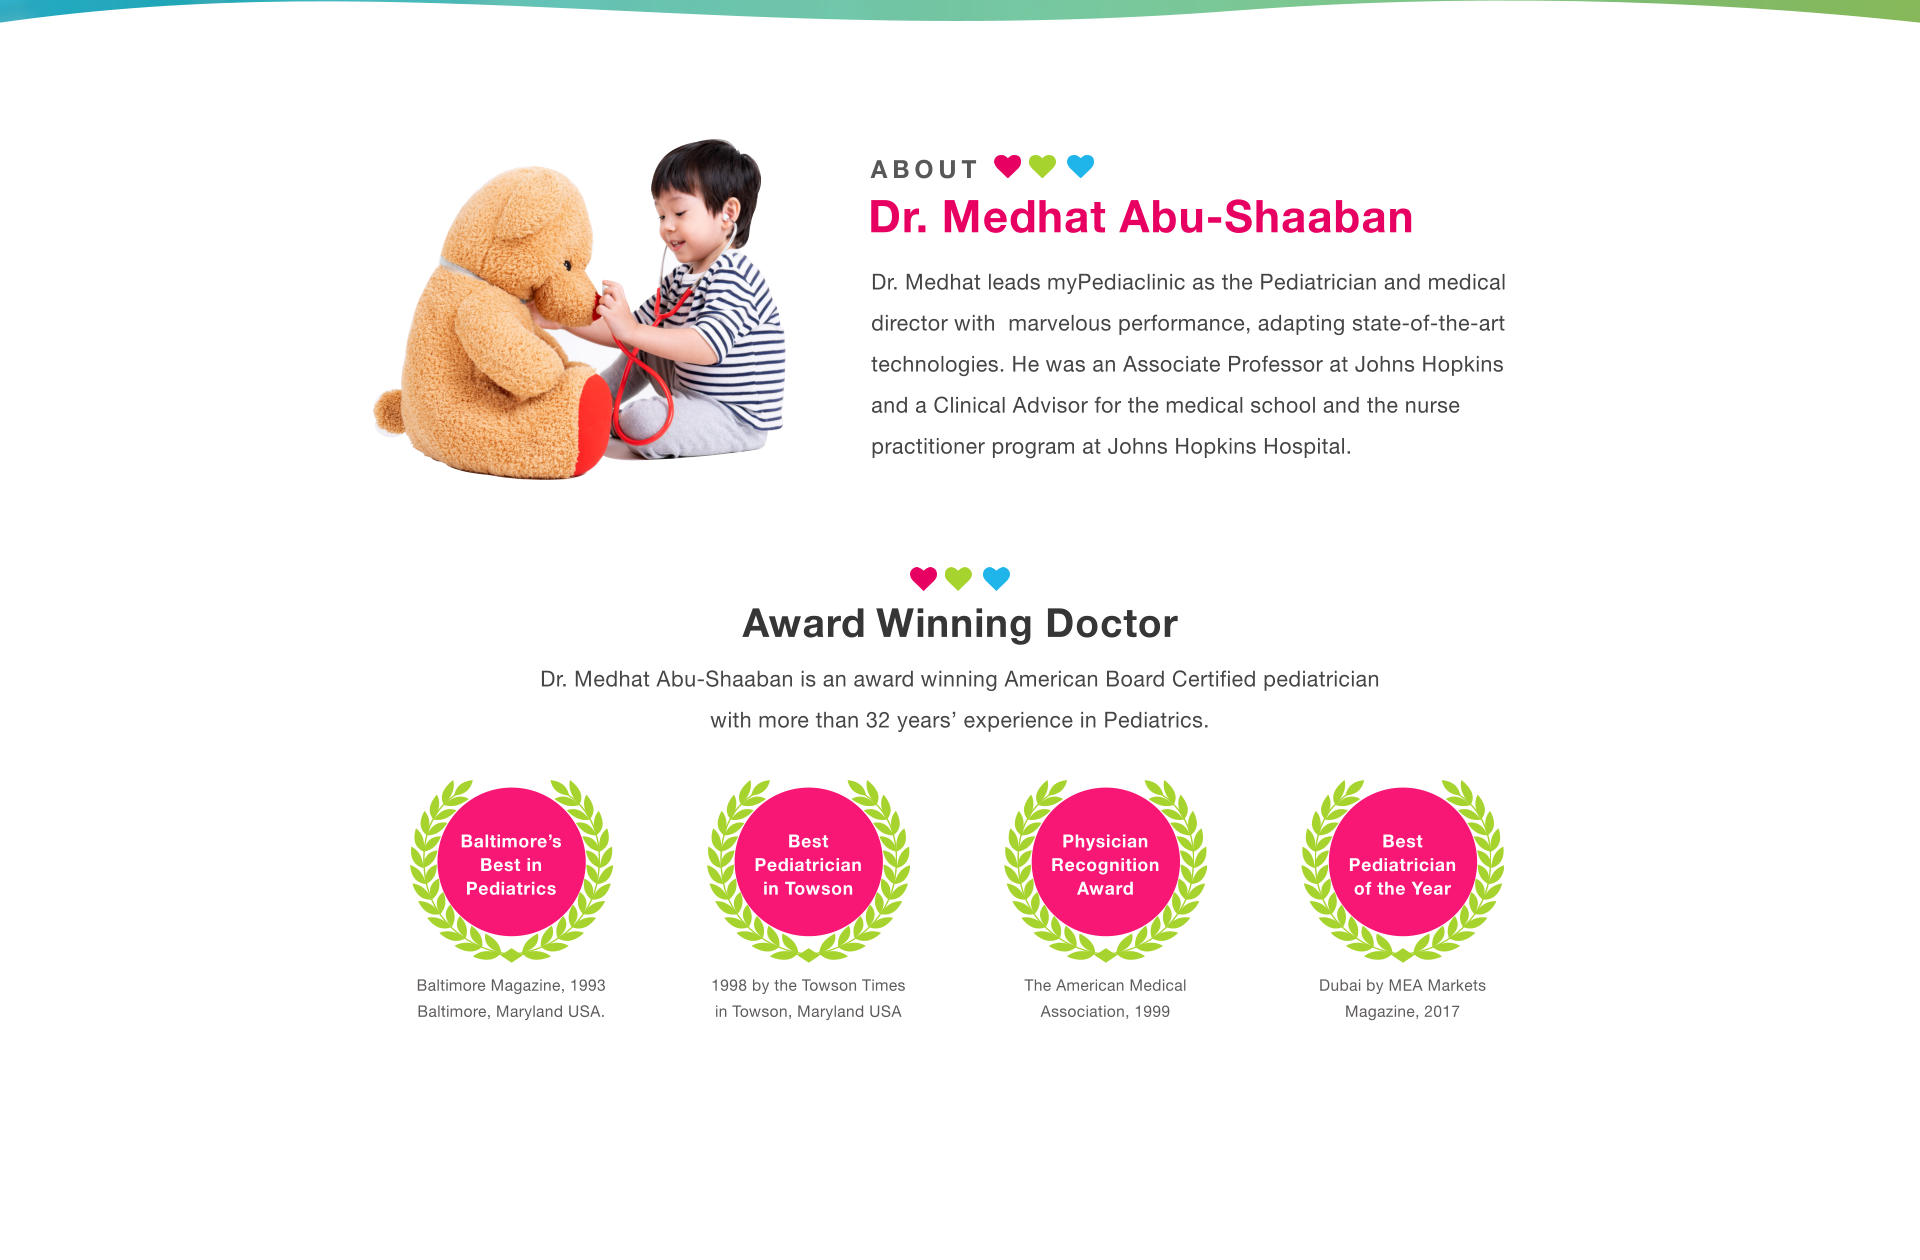 ABOUT
Dr. Medhat Abu-Shaaban
Dr. Medhat leads myPediaclinic as the Pediatrician and medical
director with  marvelous performance, adapting state-of-the-art
technologies. He was an Associate Professor at Johns Hopkins
and a Clinical Advisor for the medical school and the nurse
practitioner program at Johns Hopkins Hospital.
Award Winning Doctor
Dr. Medhat Abu-Shaaban is an award winning American Board Certified pediatrician
with more than 32 years’ experience in Pediatrics.
Baltimore’s
Best in
Pediatrics
Baltimore Magazine, 1993
Baltimore, Maryland USA.
Best
Pediatrician
in Towson
1998 by the Towson Times
in Towson, Maryland USA
Physician
Recognition
Award
The American Medical
Association, 1999
Best
Pediatrician
of the Year
Dubai by MEA Markets
Magazine, 2017